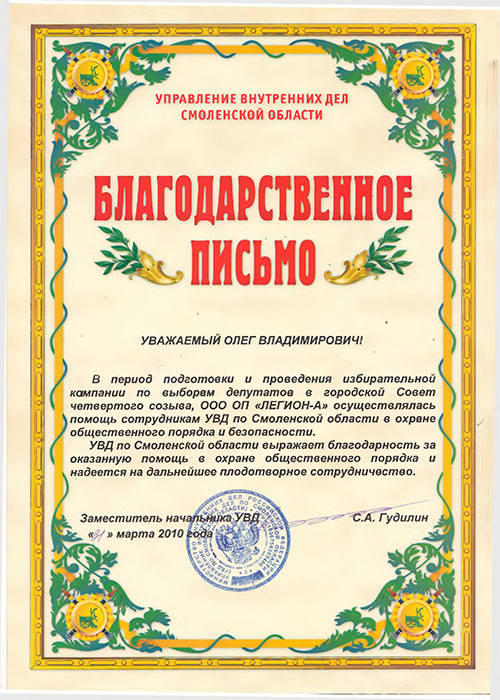 УПРАВЛЕНИЕ ВНУТРЕННИХ ДЕЛ
СМОЛЕНСКОЙ ОБЛАСТИ
БЛАГОДАРСТВЕННОЕ
ПИСЬМО
УВАЖАЕМЫЙ ОЛЕГ ВЛАДИМИРОВИЧ!
В период подготовки и проведения избирательной
кампании по выборам депутатов в городской Совет
четвертого созыва, ООО ОП «ЛЕГИОН-А» осуществлялась
помощь сотрудникам УВД по Смоленской области в охране
общественного порядка и безопасности.
УВД по Смоленской области выражает благодарность за
оказанную помощь в охране общественного порядка и
надеется на дальнейшее плодотворное сотрудничество.
Заместитель начальника УВД С.А. Гудилин
« » марта 2010 года